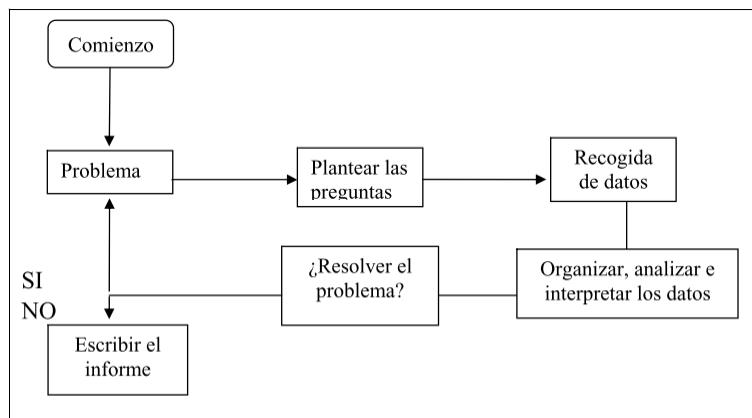 Comienzo
Problema
Plantear las
preguntas
Recogida
de datos
¿Resolver el
problema?
Organizar, analizar e
interpretar los datos
SI
NO
Escribir el
informe